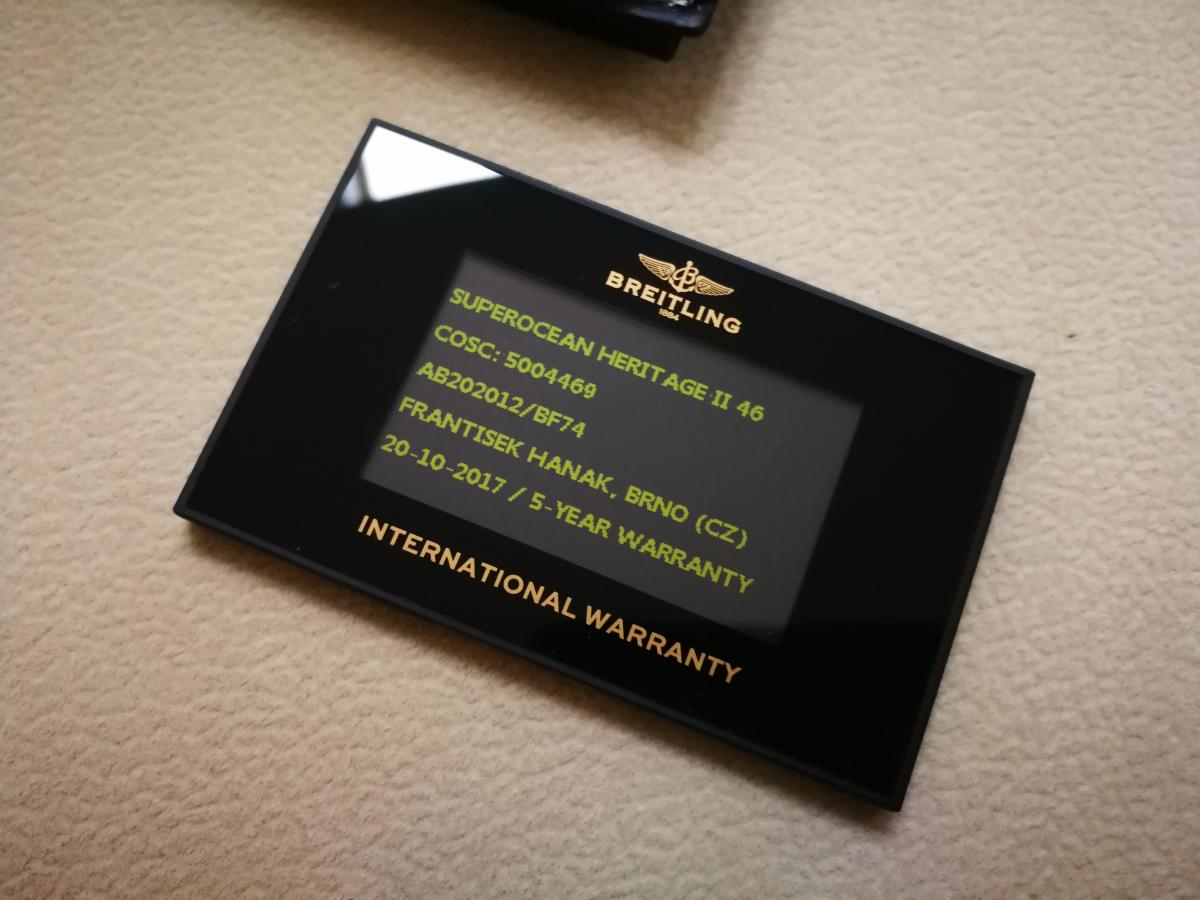 BREITLING
1884
SUPEROCEAN HERITAGE II 46
COSC: 5004469
AB202012/BF74
FRANTISEK HANAK, BRNO (CZ)
20-10-2017 / 5-YEAR WARRANTY
INTERNATIONAL WARRANTY